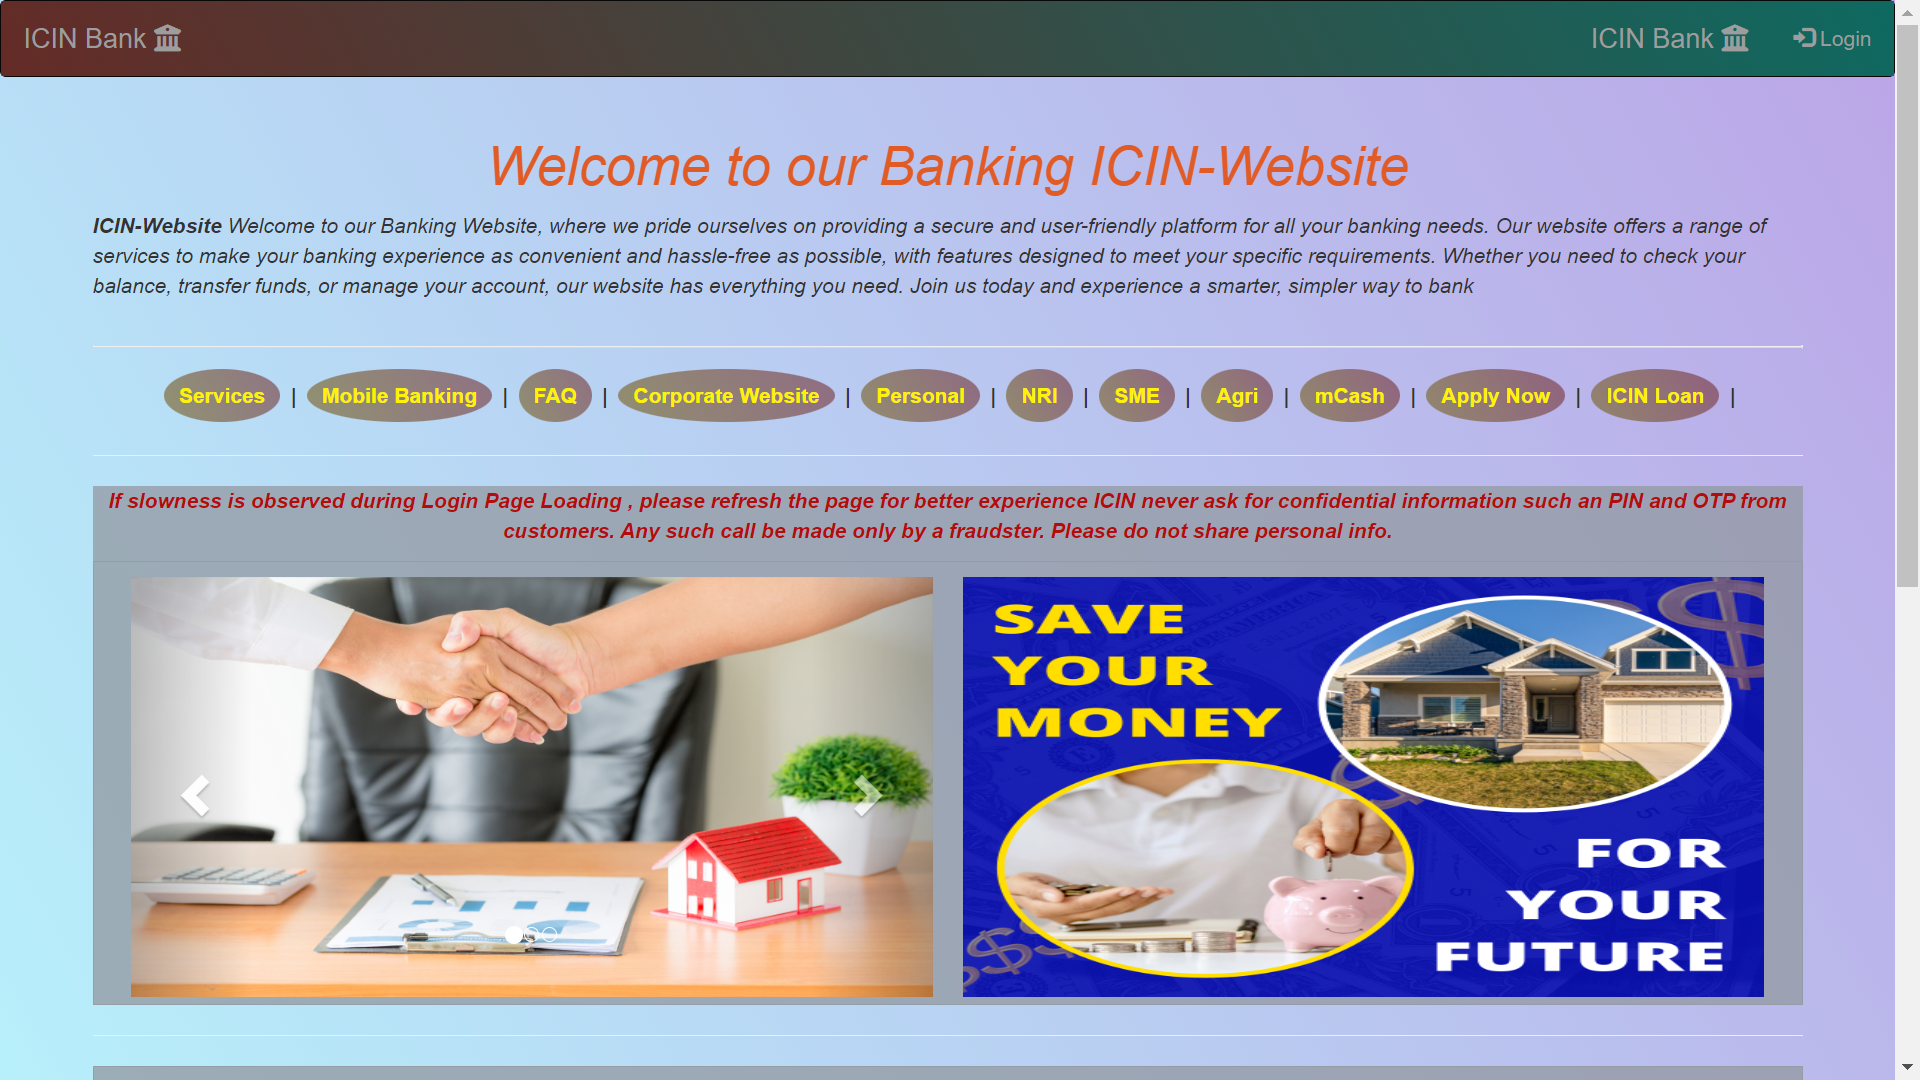 ICIN Bank
ICIN Bank
Login
Welcome to our Banking ICIN-Website
ICIN-Website Welcome to our Banking Website, where we pride ourselves on providing a secure and user-friendly platform for all your banking needs. Our website offers a range of
services to make your banking experience as convenient and hassle-free as possible, with features designed to meet your specific requirements. Whether you need to check your
balance, transfer funds, or manage your account, our website has everything you need. Join us today and experience a smarter, simpler way to bank
Services | Mobile Banking | FAQ | Corporate Website | Personal | NRI | SME | Agri | mCash | Apply Now | ICIN Loan |
If slowness is observed during Login Page Loading , please refresh the page for better experience ICIN never ask for confidential information such an PIN and OTP from
customers. Any such call be made only by a fraudster. Please do not share personal info.
SAVE
YOUR
MONEY
FOR
YOUR
FUTURE